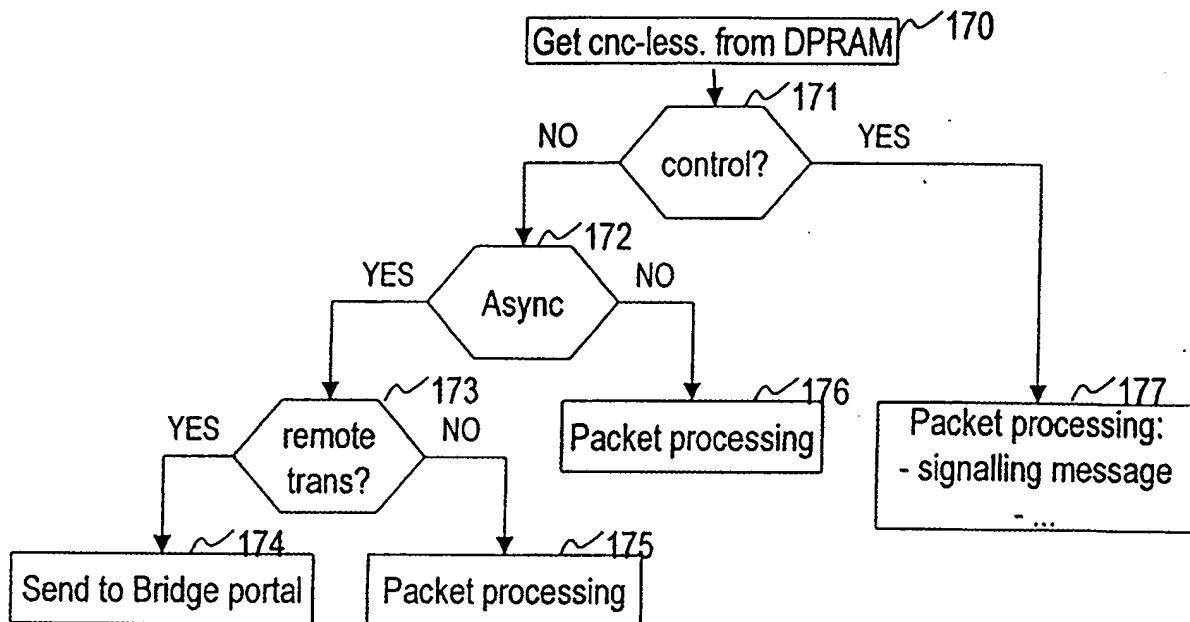 Get cnc-less. from DPRAM
170
171
NO
control?
YES
172
YES
Async
NO
173
YES
remote
trans?
NO
176
Packet processing
177
Packet processing:
- signalling message
- ...
174
Send to Bridge portal
175
Packet processing